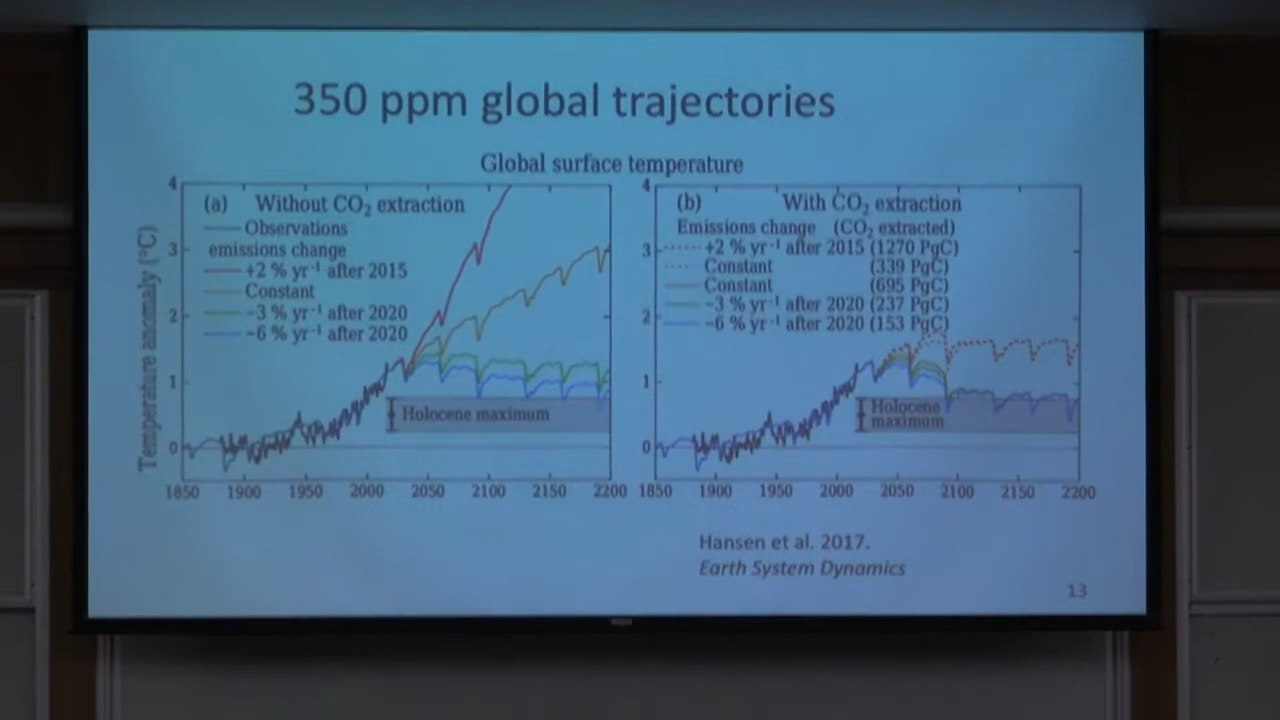 350 ppm global trajectories
Global surface temperature
Temperature anomaly (°C)
4
3
2
1
0
(a) Without CO₂ extraction
Observations
emissions change
+2 % yr⁻¹ after 2015
Constant
−3 % yr⁻¹ after 2020
−6 % yr⁻¹ after 2020
Holocene maximum
1850 1900 1950 2000 2050 2100 2150 2200
4
3
2
1
0
(b) With CO₂ extraction
Emissions change (CO₂ extracted)
+2 % yr⁻¹ after 2015 (1270 PgC)
Constant (339 PgC)
Constant (695 PgC)
−3 % yr⁻¹ after 2020 (237 PgC)
−6 % yr⁻¹ after 2020 (153 PgC)
Holocene
maximum
1850 1900 1950 2000 2050 2100 2150 2200
Hansen et al. 2017.
Earth System Dynamics
13